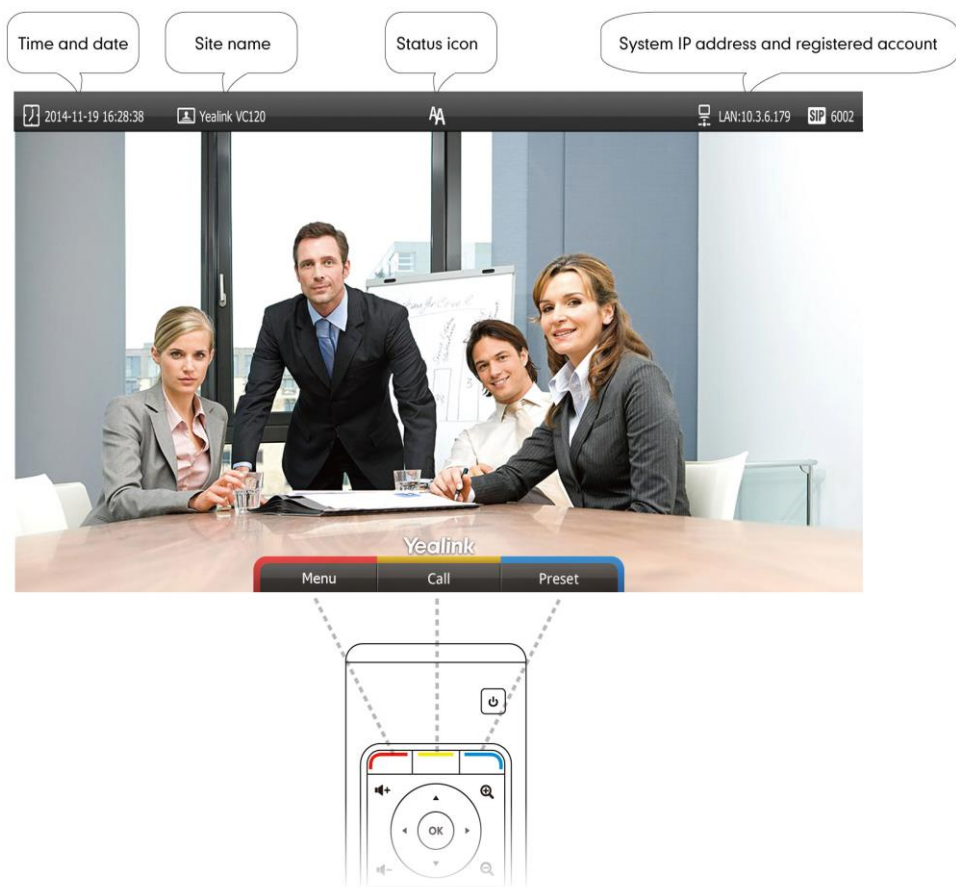 Time and date
Site name
Status icon
System IP address and registered account
2014-11-19 16:28:38
Yealink VC120
AA
LAN:10.3.6.179
SIP 6002
3
Yealink
Menu
Call
Preset
OK